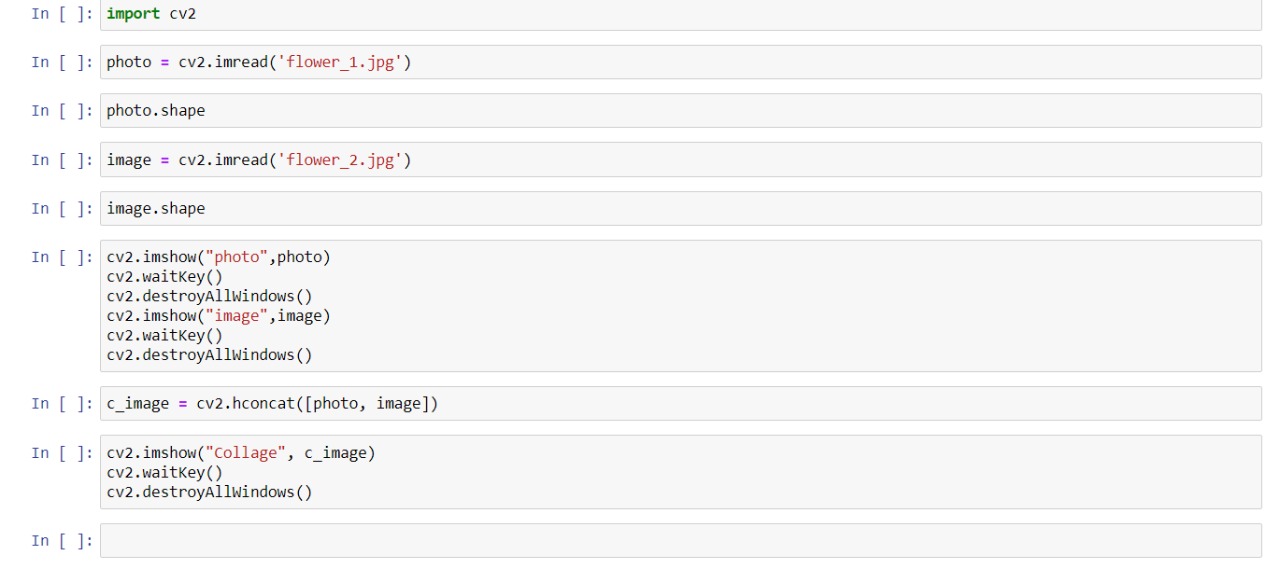 In [ ]: import cv2
In [ ]: photo = cv2.imread('flower_1.jpg')
In [ ]: photo.shape
In [ ]: image = cv2.imread('flower_2.jpg')
In [ ]: image.shape
In [ ]: cv2.imshow("photo",photo)
cv2.waitKey()
cv2.destroyAllWindows()
cv2.imshow("image",image)
cv2.waitKey()
cv2.destroyAllWindows()
In [ ]: c_image = cv2.hconcat([photo, image])
In [ ]: cv2.imshow("Collage", c_image)
cv2.waitKey()
cv2.destroyAllWindows()
In [ ]: